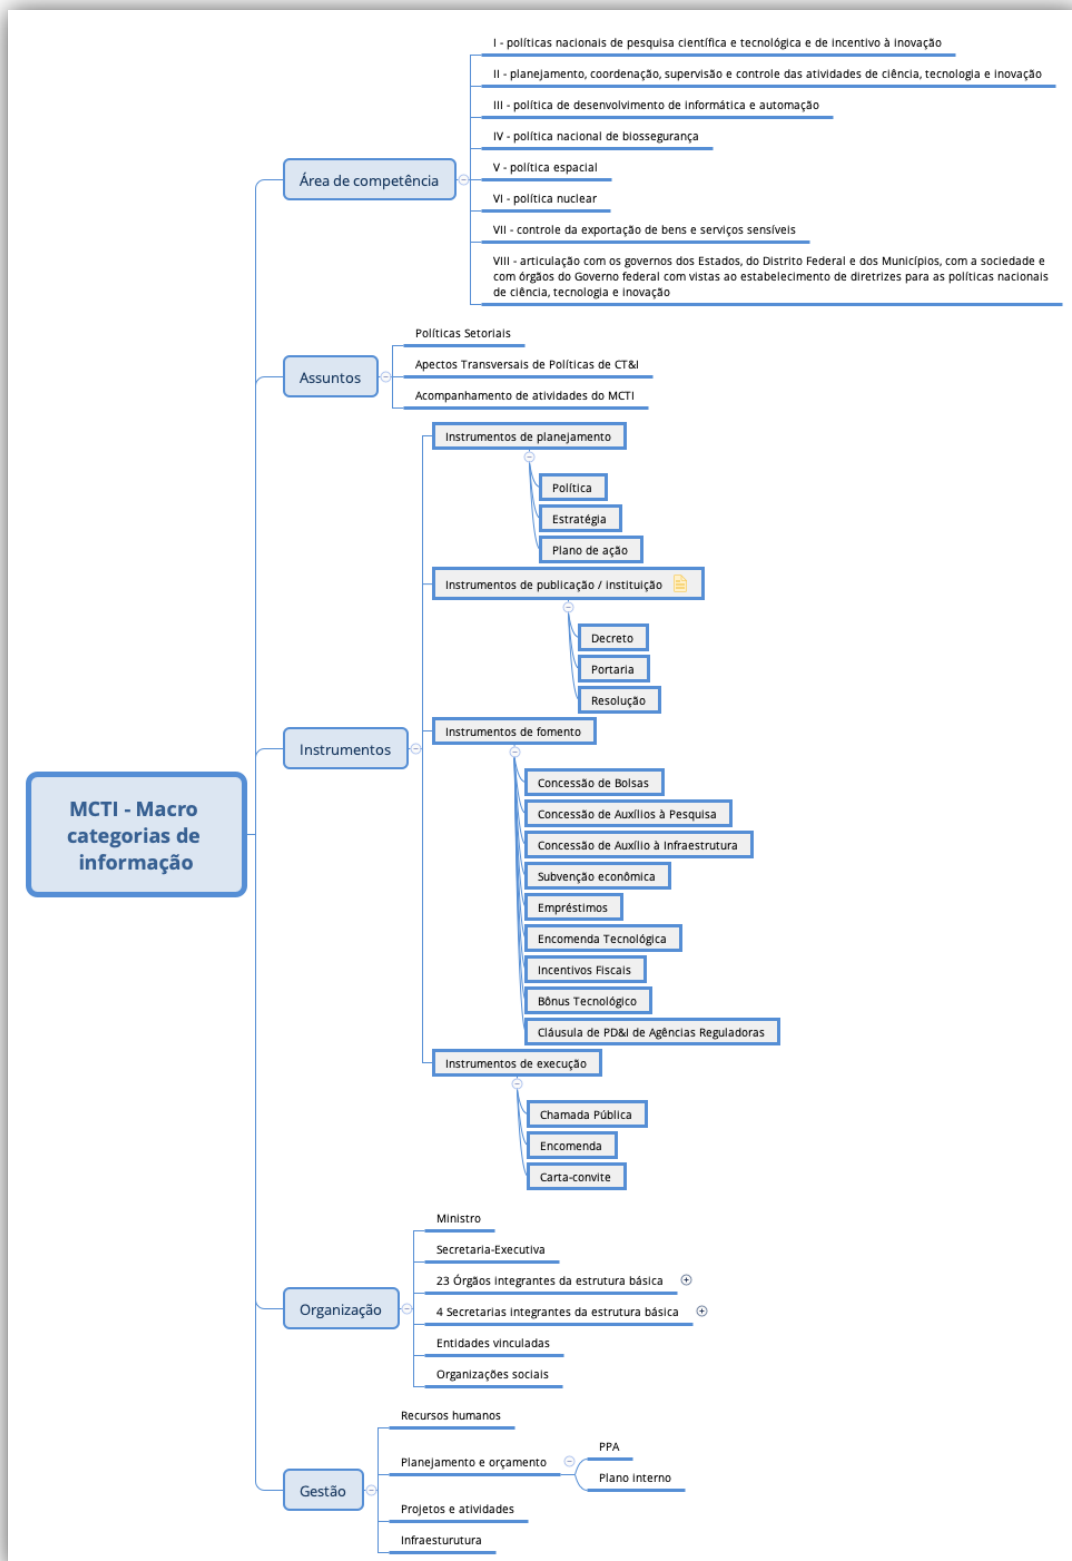 I - políticas nacionais de pesquisa científica e tecnológica e de incentivo à inovação
II - planejamento, coordenação, supervisão e controle das atividades de ciência, tecnologia e inovação
III - política de desenvolvimento de informática e automação
IV - política nacional de biossegurança
Área de competência
V - política espacial
VI - política nuclear
VII - controle da exportação de bens e serviços sensíveis
VIII - articulação com os governos dos Estados, do Distrito Federal e dos Municípios, com a sociedade e
com órgãos do Governo federal com vistas ao estabelecimento de diretrizes para as políticas nacionais
de ciência, tecnologia e inovação
Políticas Setoriais
Assuntos
Apectos Transversais de Políticas de CT&I
Acompanhamento de atividades do MCTI
Instrumentos de planejamento
Política
Estratégia
Plano de ação
Instrumentos de publicação / instituição
Decreto
Portaria
Resolução
Instrumentos de fomento
Instrumentos
Concessão de Bolsas
Concessão de Auxílios à Pesquisa
Concessão de Auxílio à Infraestrutura
Subvenção econômica
Empréstimos
Encomenda Tecnológica
Incentivos Fiscais
Bônus Tecnológico
Cláusula de PD&I de Agências Reguladoras
MCTI - Macro
categorias de
informação
Instrumentos de execução
Chamada Pública
Encomenda
Carta-convite
Ministro
Secretaria-Executiva
23 Órgãos integrantes da estrutura básica
Organização
4 Secretarias integrantes da estrutura básica
Entidades vinculadas
Organizações sociais
Recursos humanos
Planejamento e orçamento
PPA
Plano interno
Gestão
Projetos e atividades
Infraesturutura